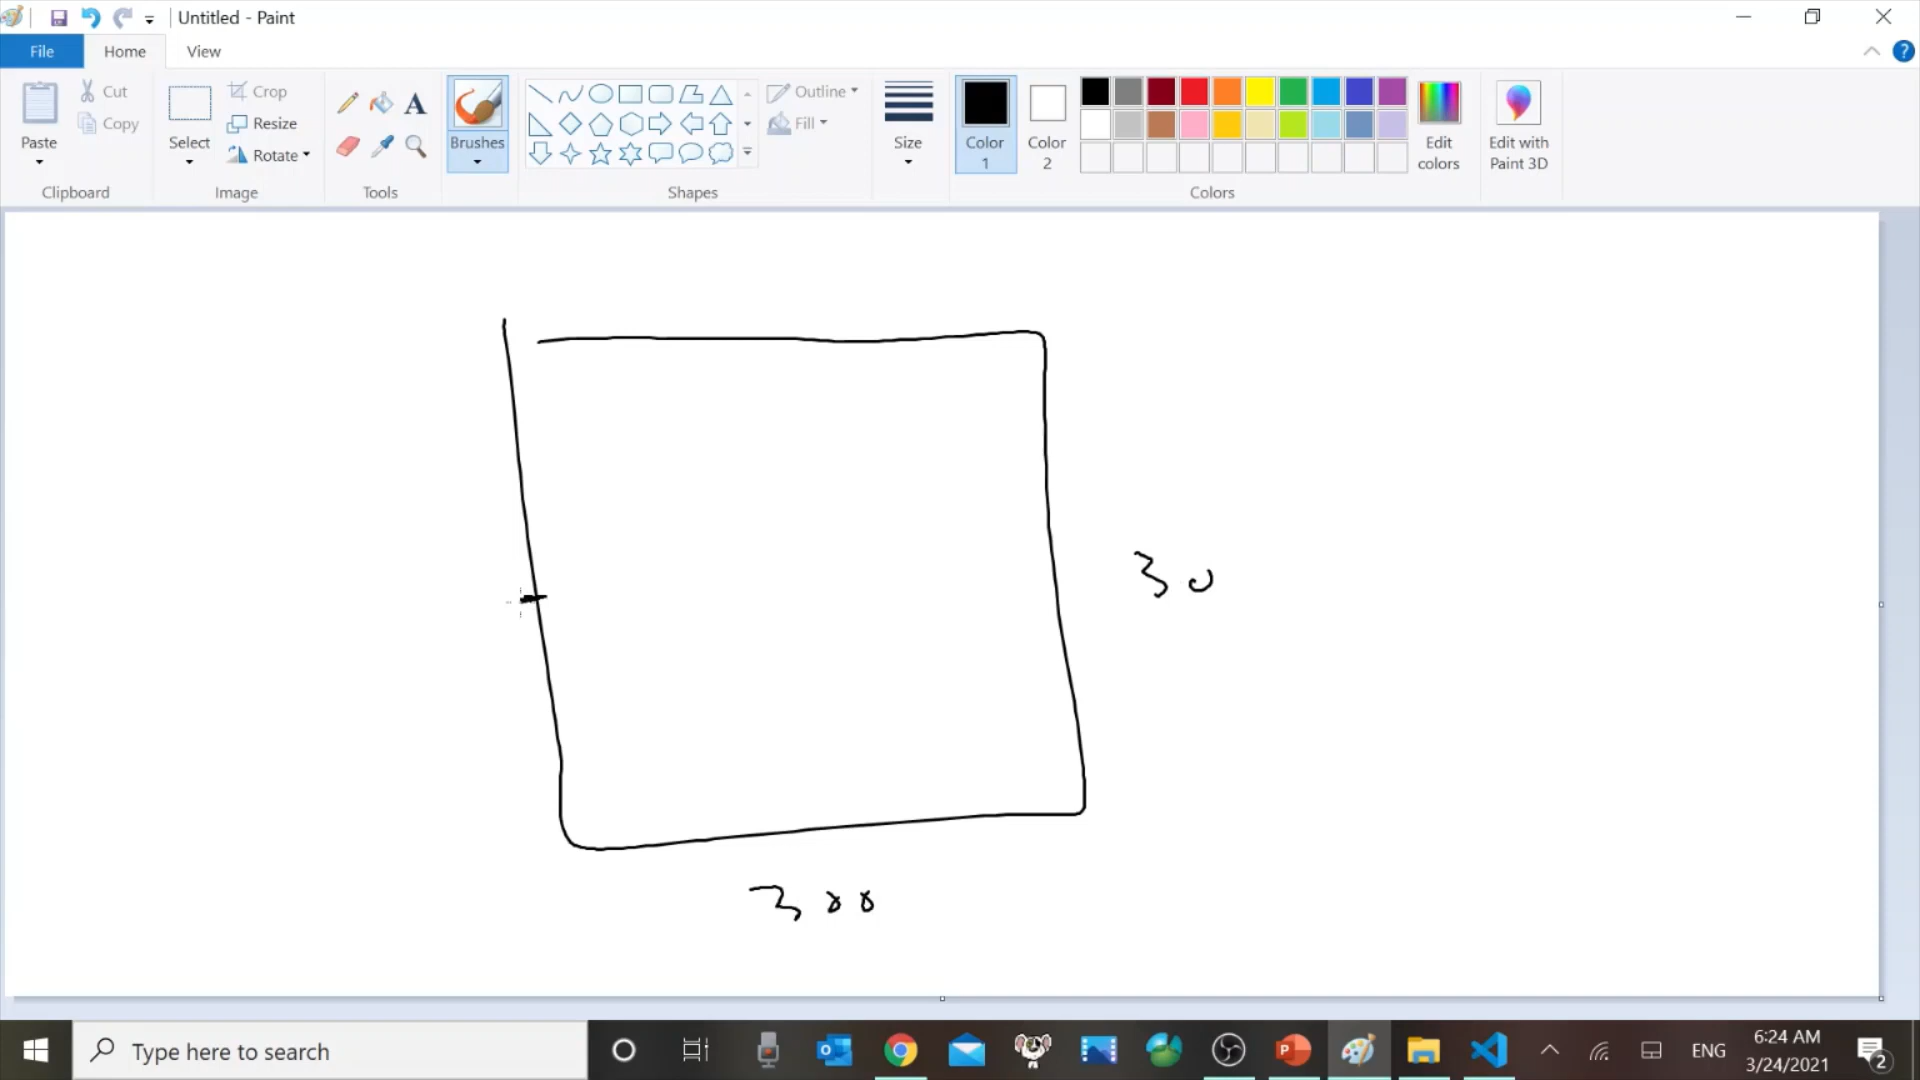 Untitled - Paint
File Home View
Paste Cut Copy Clipboard
Select Crop Resize Rotate Image
Tools
Brushes
Shapes
Outline Fill
Size
Color 1
Color 2
Edit colors
Colors
Edit with Paint 3D
30
300
Type here to search
ENG
6:24 AM
3/24/2021
2